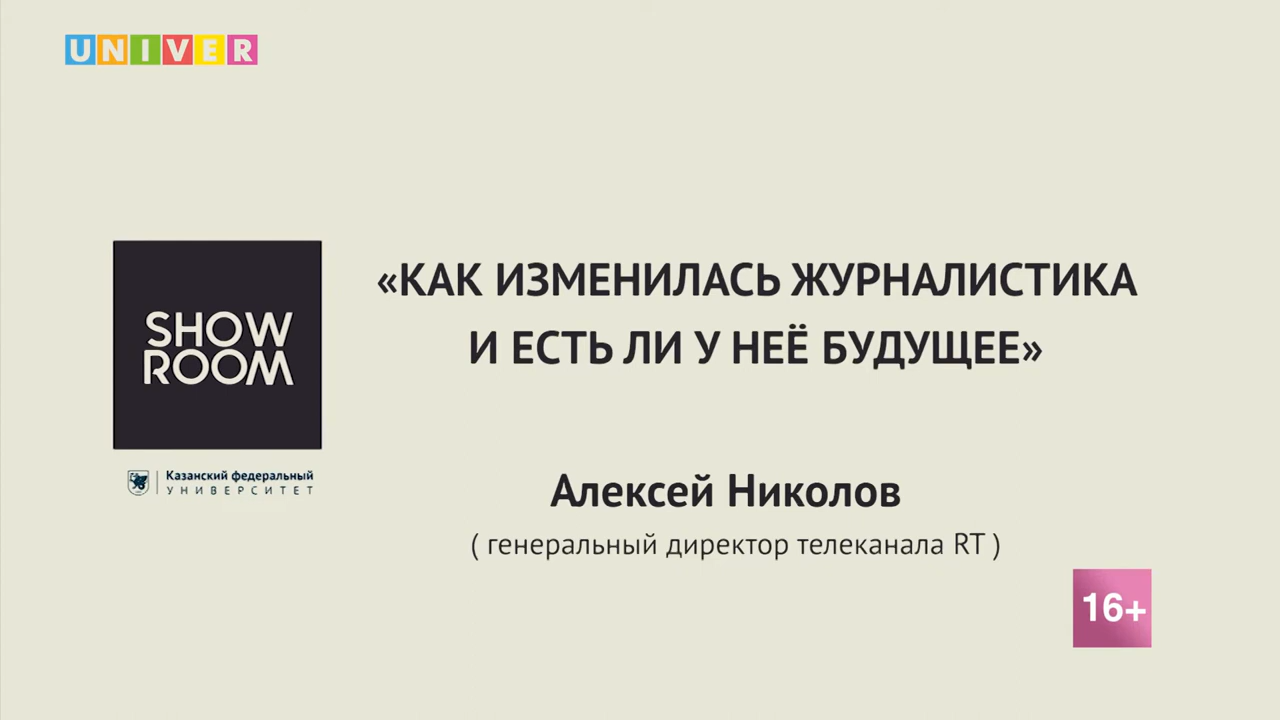 UNIVER
«КАК ИЗМЕНИЛАСЬ ЖУРНАЛИСТИКА
И ЕСТЬ ЛИ У НЕЁ БУДУЩЕЕ»
SHOW
ROOM
Казанский федеральный
УНИВЕРСИТЕТ
Алексей Николов
( генеральный директор телеканала RT )
16+